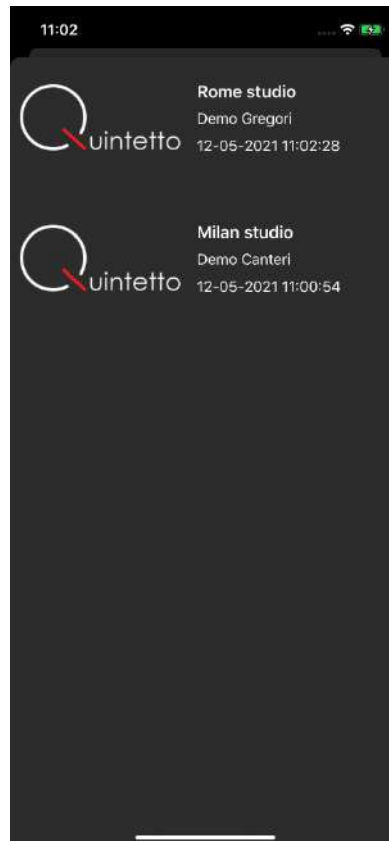 11:02
Quintetto
Rome studio
Demo Gregori
12-05-2021 11:02:28
Quintetto
Milan studio
Demo Canteri
12-05-2021 11:00:54